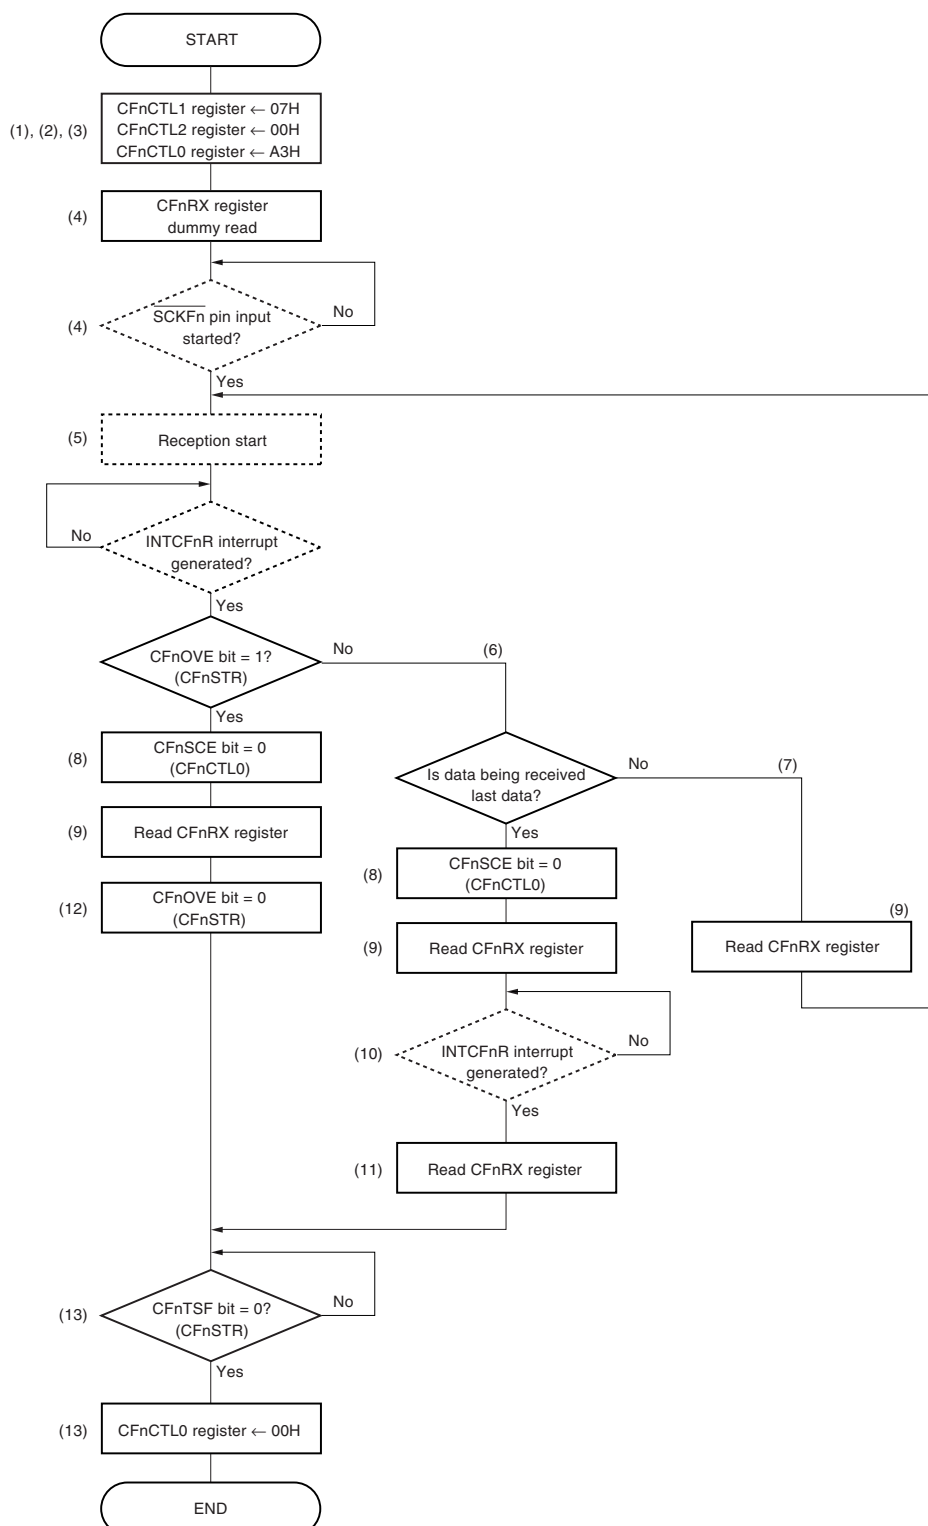 START
(1), (2), (3)
CFnCTL1 register ← 07H
CFnCTL2 register ← 00H
CFnCTL0 register ← A3H
(4)
CFnRX register
dummy read
(4)
SCKFn pin input
started?
No
Yes
(5)
Reception start
No
INTCFnR interrupt
generated?
Yes
CFnOVE bit = 1?
(CFnSTR)
No
(6)
Yes
(8)
CFnSCE bit = 0
(CFnCTL0)
Is data being received
last data?
No
(7)
Yes
(9)
Read CFnRX register
(8)
CFnSCE bit = 0
(CFnCTL0)
(12)
CFnOVE bit = 0
(CFnSTR)
(9)
Read CFnRX register
(9)
Read CFnRX register
(10)
INTCFnR interrupt
generated?
No
Yes
(11)
Read CFnRX register
(13)
CFnTSF bit = 0?
(CFnSTR)
No
Yes
(13)
CFnCTL0 register ← 00H
END